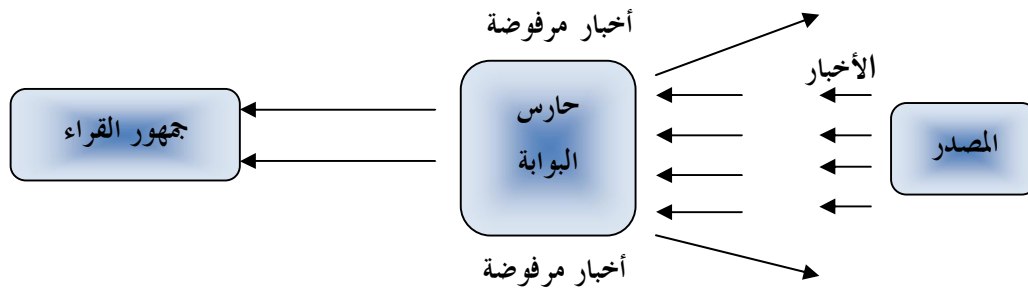 أخبار مرفوضة
الأخبار
المصدر
حارس
البوابة
جمهور القراء
أخبار مرفوضة